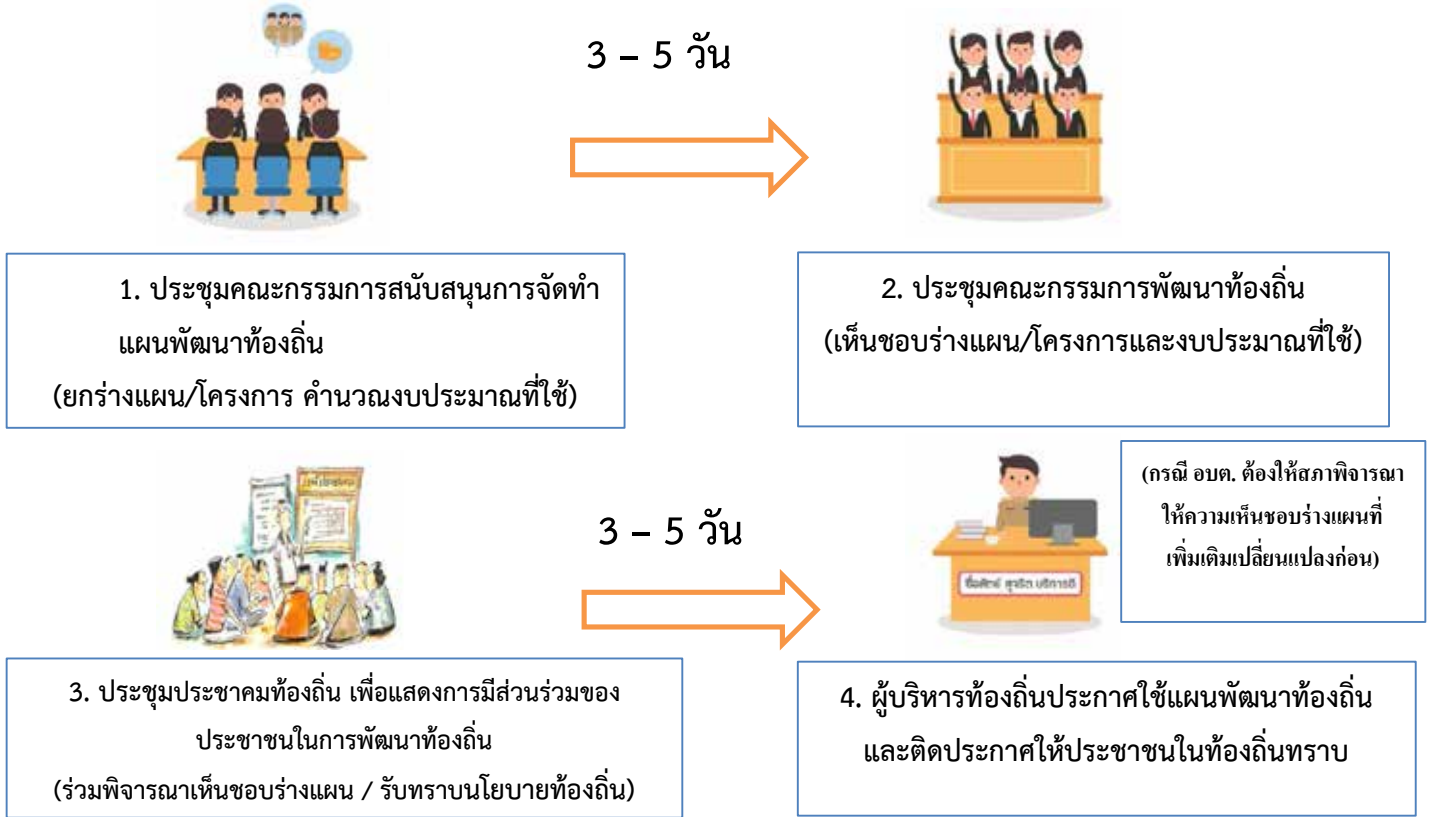 3 – 5 วัน
1. ประชุมคณะกรรมการสนับสนุนการจัดทำ
แผนพัฒนาท้องถิ่น
(ยกร่างแผน/โครงการ คำนวณงบประมาณที่ใช้)
2. ประชุมคณะกรรมการพัฒนาท้องถิ่น
(เห็นชอบร่างแผน/โครงการและงบประมาณที่ใช้)
3 – 5 วัน
ซื่อสัตย์ สุจริต บริการดี
(กรณี อบต. ต้องให้สภาพิจารณา
ให้ความเห็นชอบร่างแผนที่
เพิ่มเติมเปลี่ยนแปลงก่อน)
3. ประชุมประชาคมท้องถิ่น เพื่อแสดงการมีส่วนร่วมของ
ประชาชนในการพัฒนาท้องถิ่น
(ร่วมพิจารณาเห็นชอบร่างแผน / รับทราบนโยบายท้องถิ่น)
4. ผู้บริหารท้องถิ่นประกาศใช้แผนพัฒนาท้องถิ่น
และติดประกาศให้ประชาชนในท้องถิ่นทราบ